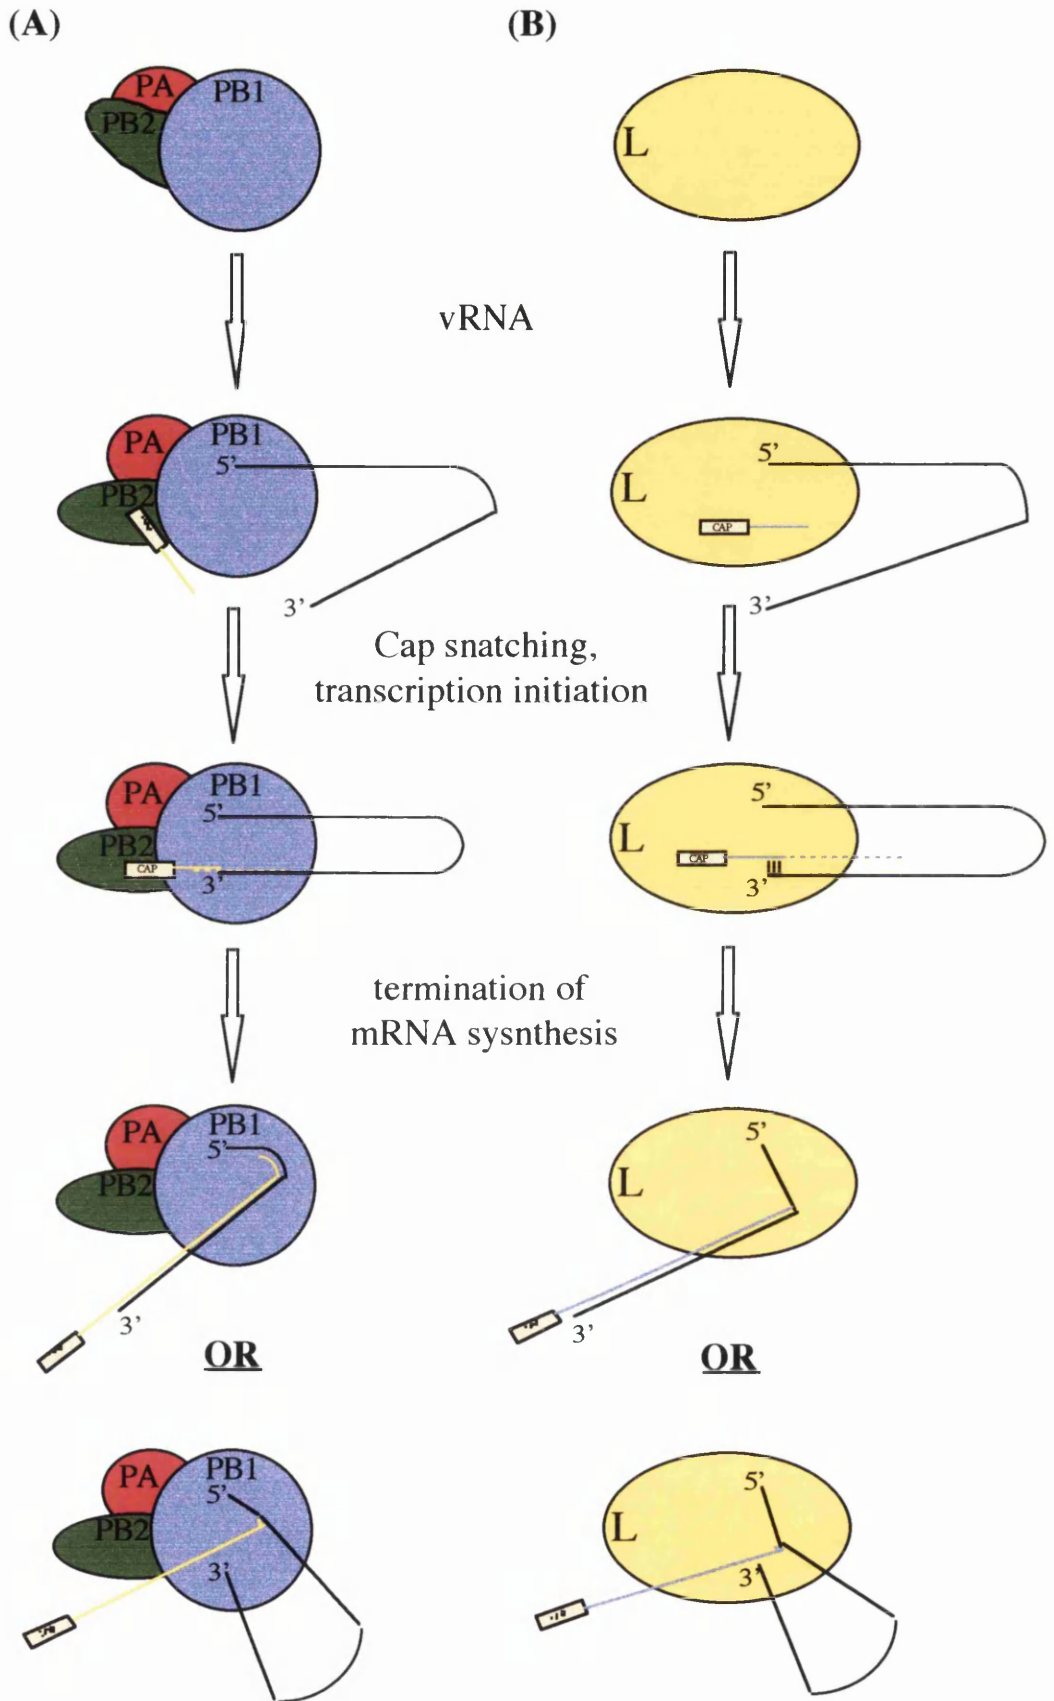 (A) (B)
PA PB1
PB2
L
vRNA
PA PB1
5’
PB2
3’
5’
L
CAP
3’
Cap snatching,
transcription initiation
PA PB1
5’
PB2
CAP
3’
5’
L
CAP
3’
termination of
mRNA sysnthesis
PA PB1
5’
PB2
3’
5’
L
3’
OR OR
PA PB1
5’
PB2
3’
5’
L
3’